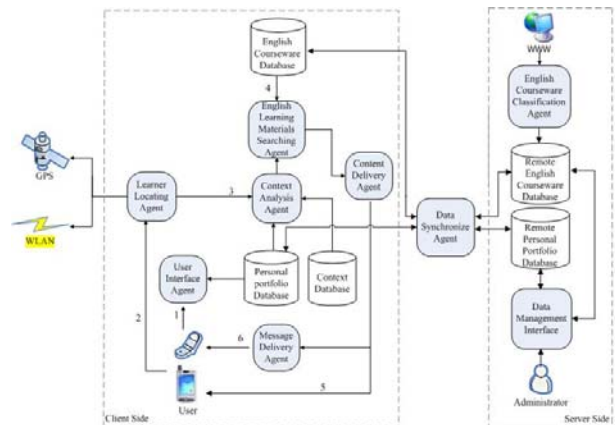 English
Courseware
Database
4
English
Learning
Materials
Searching
Agent
Content
Delivery
Agent
GPS
WLAN
Learner
Locating
Agent
3
Context
Analysis
Agent
User
Interface
Agent
Personal
portfolio
Database
Context
Database
2
1
6
Message
Delivery
Agent
5
User
Client Side
Data
Synchronize
Agent
WWW
English
Courseware
Classification
Agent
Remote
English
Courseware
Database
Remote
Personal
Portfolio
Database
Data
Management
Interface
Administrator
Server Side